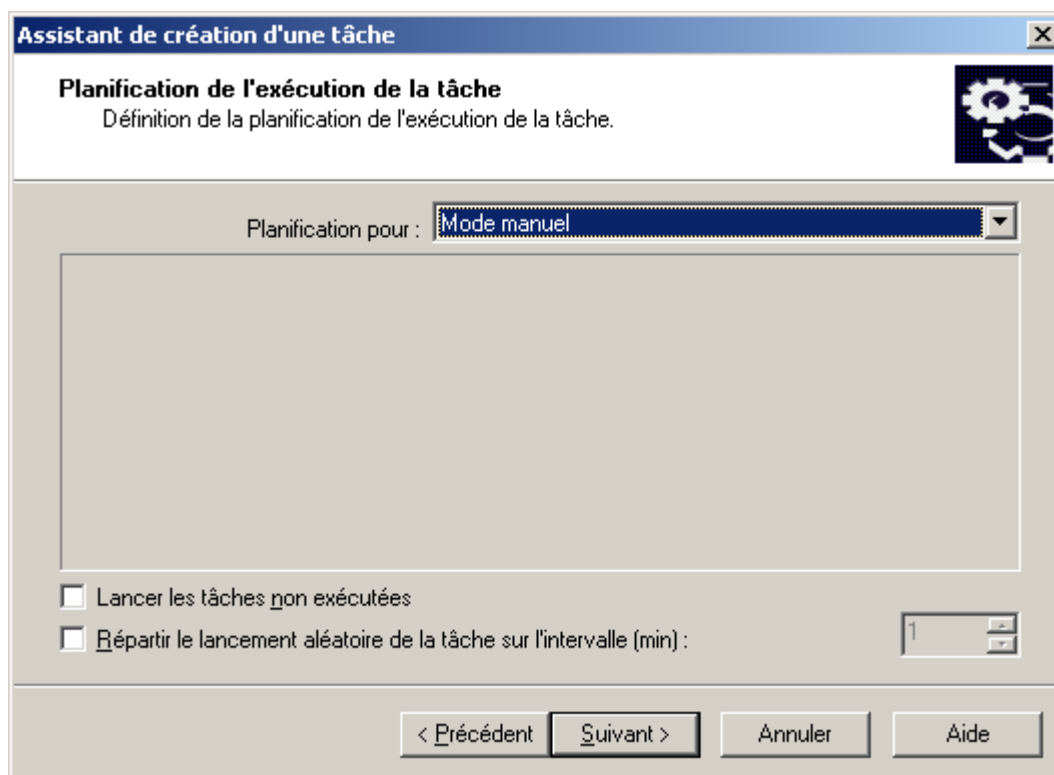 Assistant de création d'une tâche
Planification de l'exécution de la tâche
Définition de la planification de l'exécution de la tâche.
Planification pour : Mode manuel
Lancer les tâches non exécutées
Répartir le lancement aléatoire de la tâche sur l'intervalle (min) : 1
< Précédent Suivant > Annuler Aide